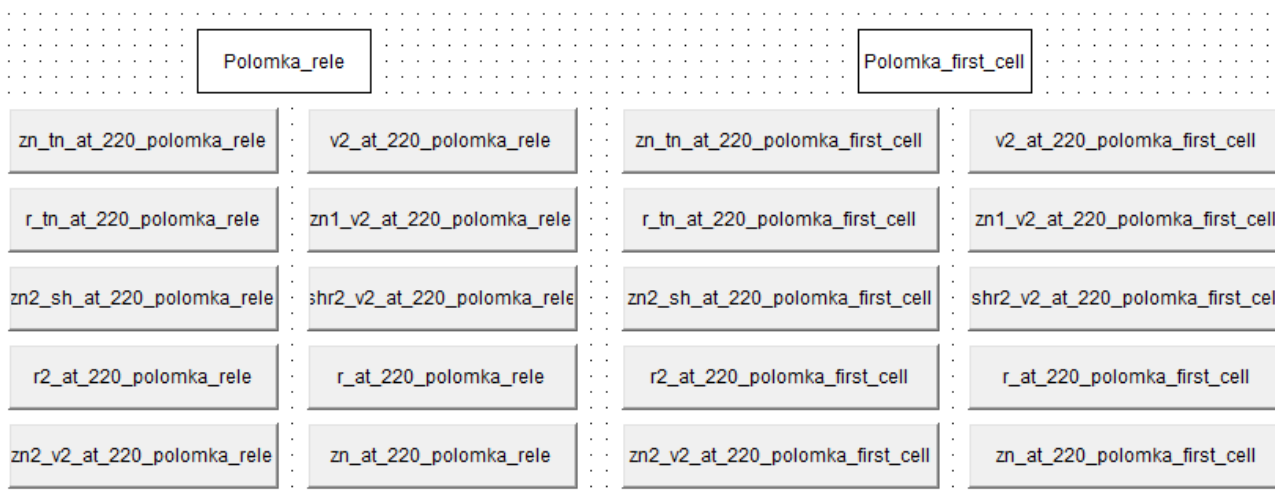 Polomka_rele
Polomka_first_cell
zn_tn_at_220_polomka_rele
v2_at_220_polomka_rele
zn_tn_at_220_polomka_first_cell
v2_at_220_polomka_first_cell
r_tn_at_220_polomka_rele
zn1_v2_at_220_polomka_rele
r_tn_at_220_polomka_first_cell
zn1_v2_at_220_polomka_first_cell
zn2_sh_at_220_polomka_rele
shr2_v2_at_220_polomka_rele
zn2_sh_at_220_polomka_first_cell
shr2_v2_at_220_polomka_first_cel
r2_at_220_polomka_rele
r_at_220_polomka_rele
r2_at_220_polomka_first_cell
r_at_220_polomka_first_cell
zn2_v2_at_220_polomka_rele
zn_at_220_polomka_rele
zn2_v2_at_220_polomka_first_cell
zn_at_220_polomka_first_cell